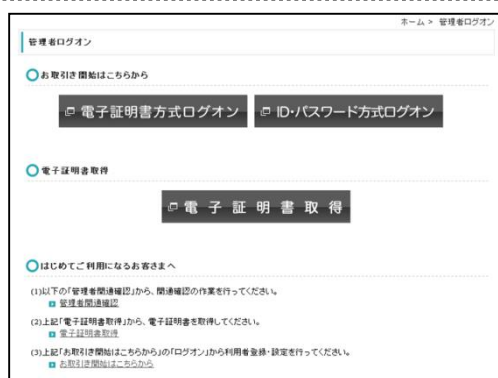 ホーム > 管理者ログオン
管理者ログオン
お取引き開始はこちらから
電子証明書方式ログオン
ID・パスワード方式ログオン
電子証明書取得
電子証明書取得
はじめてご利用になるお客さまへ
(1)以下の「管理者開通確認」から、開通確認の作業を行ってください。
管理者開通確認
(2)上記「電子証明書取得」から、電子証明書を取得してください。
電子証明書取得
(3)上記「お取引き開始はこちらから」の「ログオン」から利用者登録・設定を行ってください。
お取引き開始はこちらから